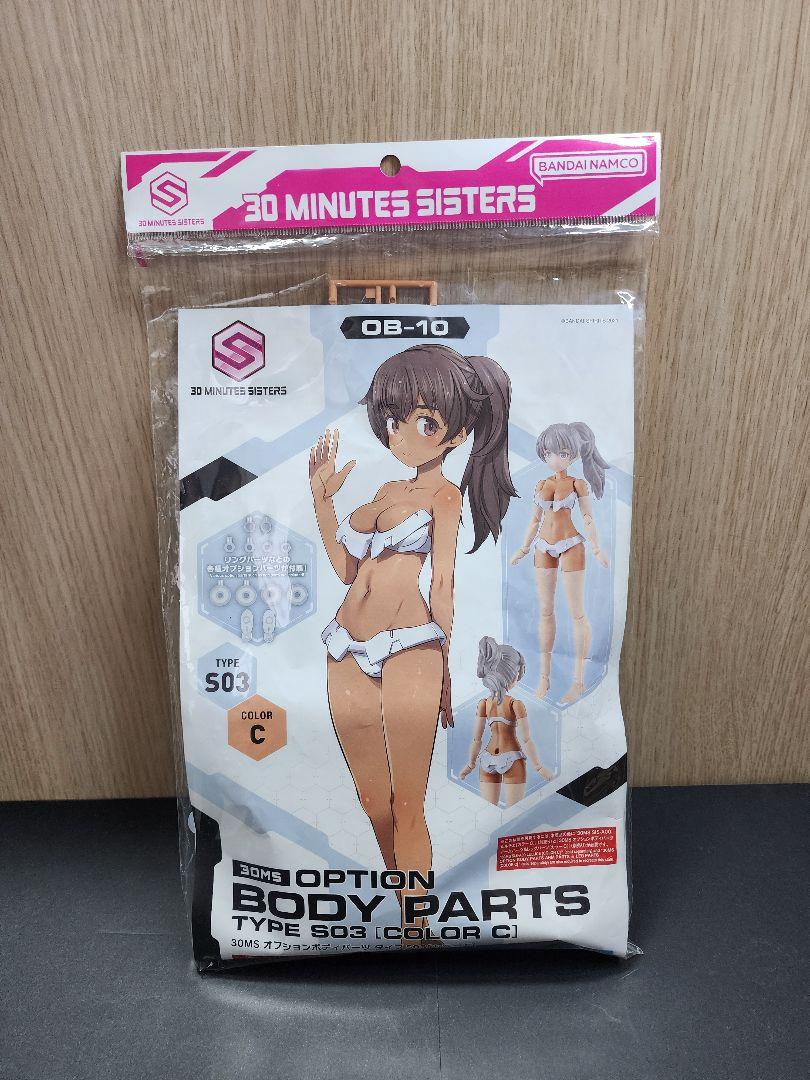 30 MINUTES SISTERS
30 MINUTES SISTERS
BANDAI NAMCO
OB-10
30 MINUTES SISTERS
リングパーツなどの
各種オプションパーツが付属!
TYPE
S03
COLOR
C
30MS OPTION
BODY PARTS
TYPE S03 [COLOR C]
30MS オプションボディパーツ